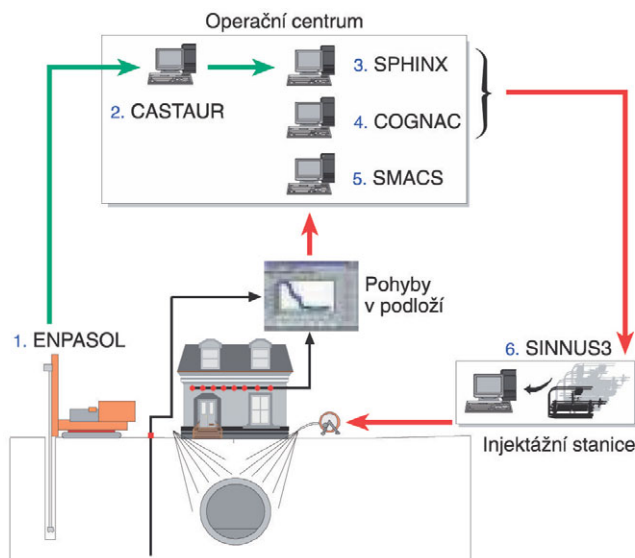 Operační centrum
2. CASTAUR
3. SPHINX
4. COGNAC
5. SMACS
Pohyby
v podloží
1. ENPASOL
6. SINNUS3
Injektážní stanice